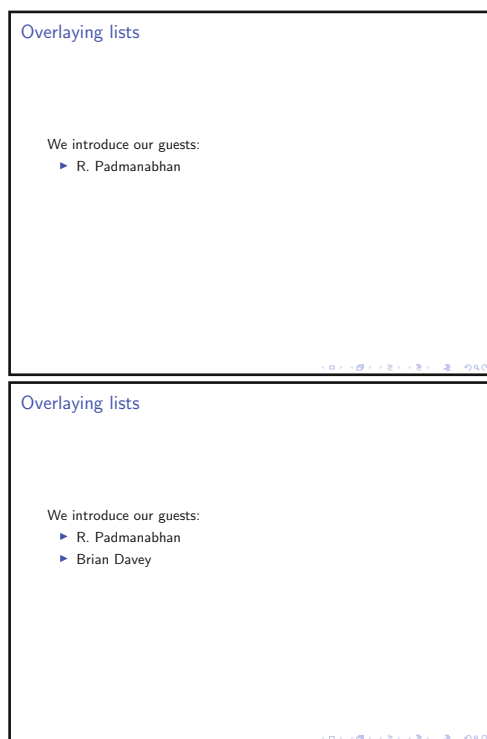 Overlaying lists
We introduce our guests:
▶ R. Padmanabhan
Overlaying lists
We introduce our guests:
▶ R. Padmanabhan
▶ Brian Davey